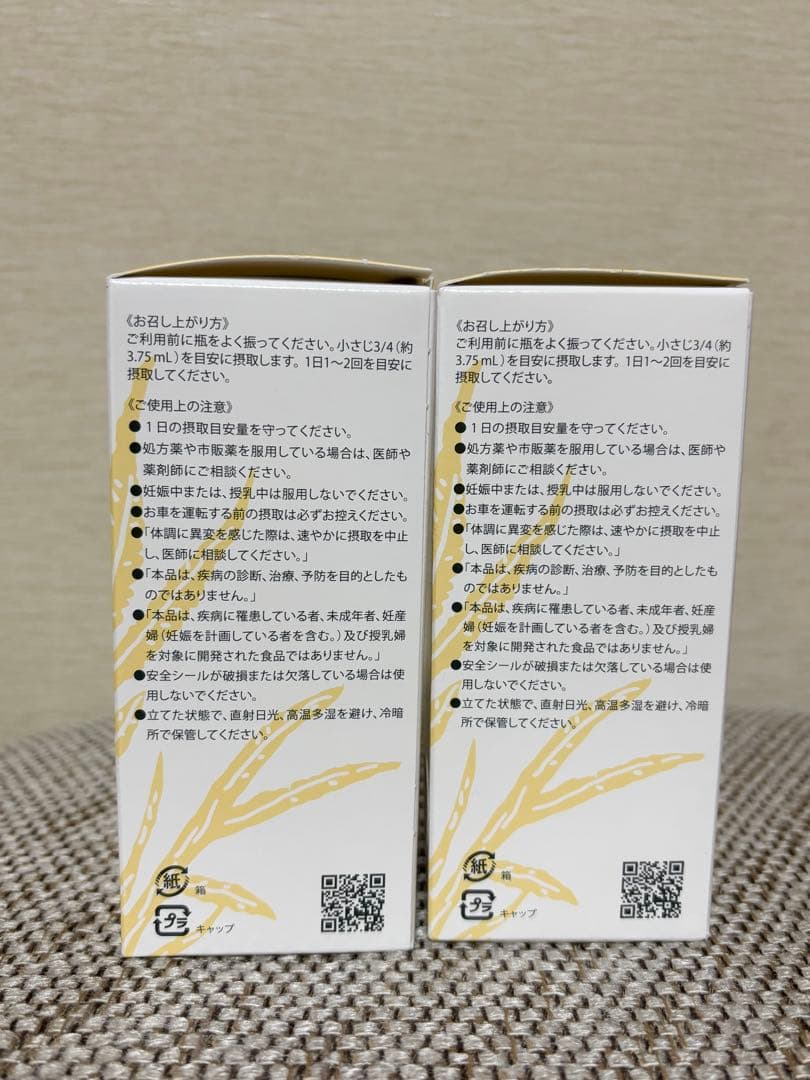 《お召し上がり方》
ご利用前に瓶をよく振ってください。小さじ3/4(約
3.75mL)を目安に摂取します。1日1〜2回を目安に
摂取してください。
《ご使用上の注意》
●1日の摂取目安量を守ってください。
●処方薬や市販薬を服用している場合は、医師や
薬剤師にご相談ください。
●妊娠中または、授乳中は服用しないでください。
●お車を運転する前の摂取は必ずお控えください。
●「体調に異変を感じた際は、速やかに摂取を中止
し、医師に相談してください。」
●「本品は、疾病の診断、治療、予防を目的としたも
のではありません。」
●「本品は、疾病に罹患している者、未成年者、妊産
婦(妊娠を計画している者を含む。)及び授乳婦
を対象に開発された食品ではありません。」
●安全シールが破損または欠落している場合は使
用しないでください。
●立てた状態で、直射日光、高温多湿を避け、冷暗
所で保管してください。
紙 箱
プラ キャップ
《お召し上がり方》
ご利用前に瓶をよく振ってください。小さじ3/4(約
3.75mL)を目安に摂取します。1日1〜2回を目安に
摂取してください。
《ご使用上の注意》
●1日の摂取目安量を守ってください。
●処方薬や市販薬を服用している場合は、医師や
薬剤師にご相談ください。
●妊娠中または、授乳中は服用しないでください。
●お車を運転する前の摂取は必ずお控えください。
●「体調に異変を感じた際は、速やかに摂取を中止
し、医師に相談してください。」
●「本品は、疾病の診断、治療、予防を目的としたも
のではありません。」
●「本品は、疾病に罹患している者、未成年者、妊産
婦(妊娠を計画している者を含む。)及び授乳婦
を対象に開発された食品ではありません。」
●安全シールが破損または欠落している場合は使
用しないでください。
●立てた状態で、直射日光、高温多湿を避け、冷暗
所で保管してください。
紙 箱
プラ キャップ